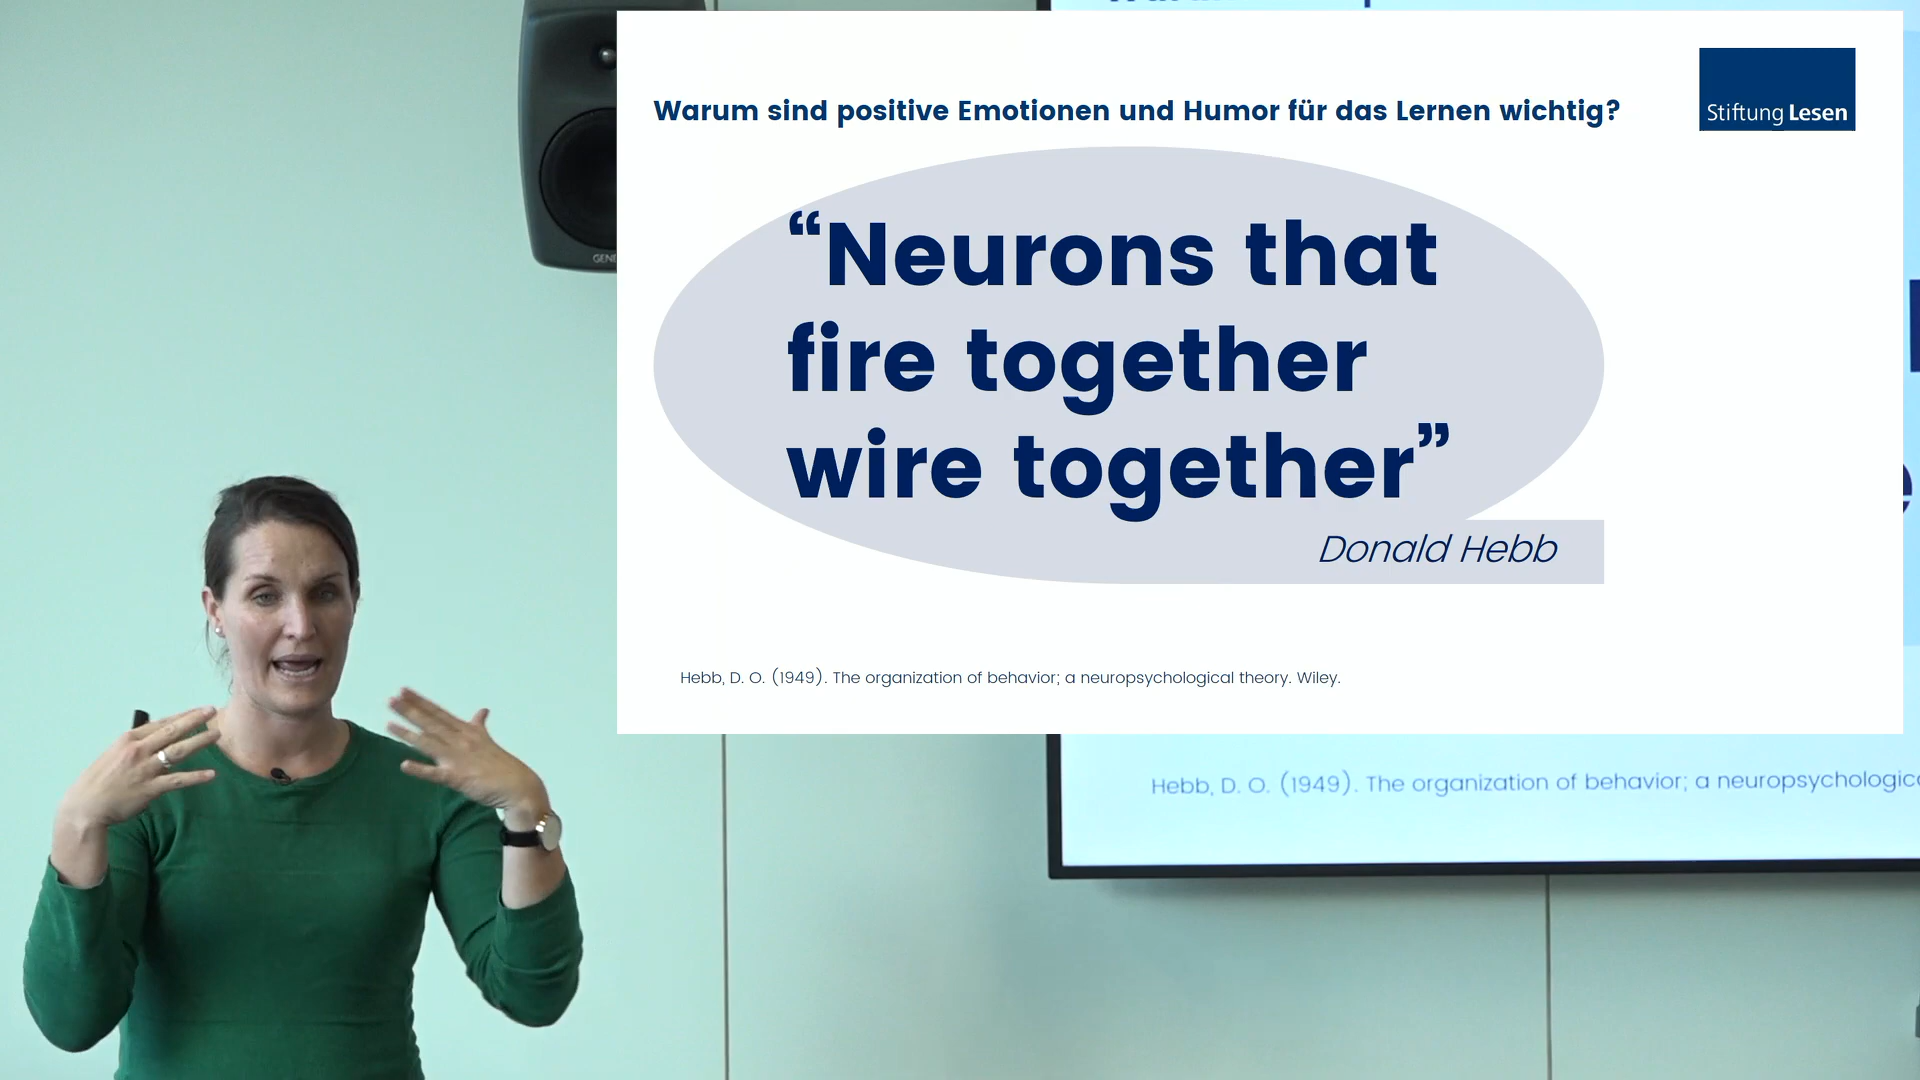 Warum sind positive Emotionen und Humor für das Lernen wichtig?
Stiftung Lesen
“Neurons that
fire together
wire together”
Donald Hebb
Hebb, D. O. (1949). The organization of behavior; a neuropsychological theory. Wiley.
Hebb, D. O. (1949). The organization of behavior; a neuropsychologic